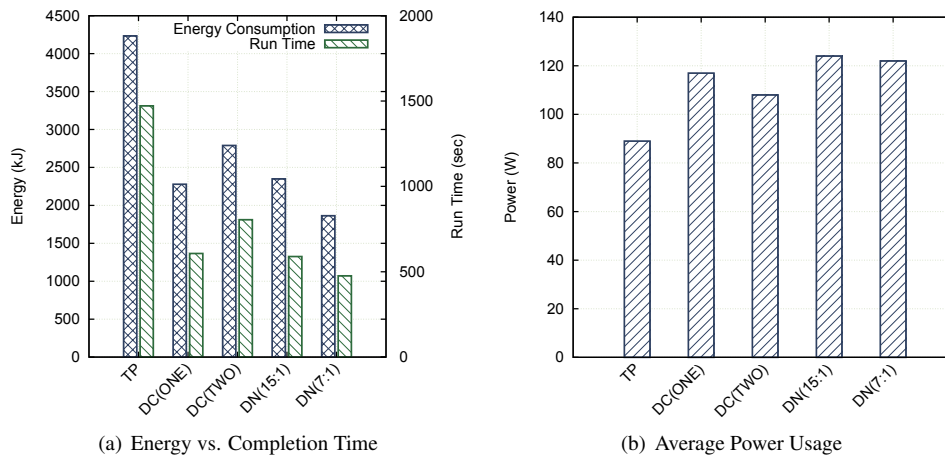 4500
4000
3500
3000
2500
2000
1500
1000
500
0
Energy (kJ)
Energy Consumption
Run Time
2000
1500
1000
500
0
Run Time (sec)
TP
DC(ONE)
DC(TWO)
DN(15:1)
DN(7:1)
(a) Energy vs. Completion Time
140
120
100
80
60
40
20
0
Power (W)
TP
DC(ONE)
DC(TWO)
DN(15:1)
DN(7:1)
(b) Average Power Usage